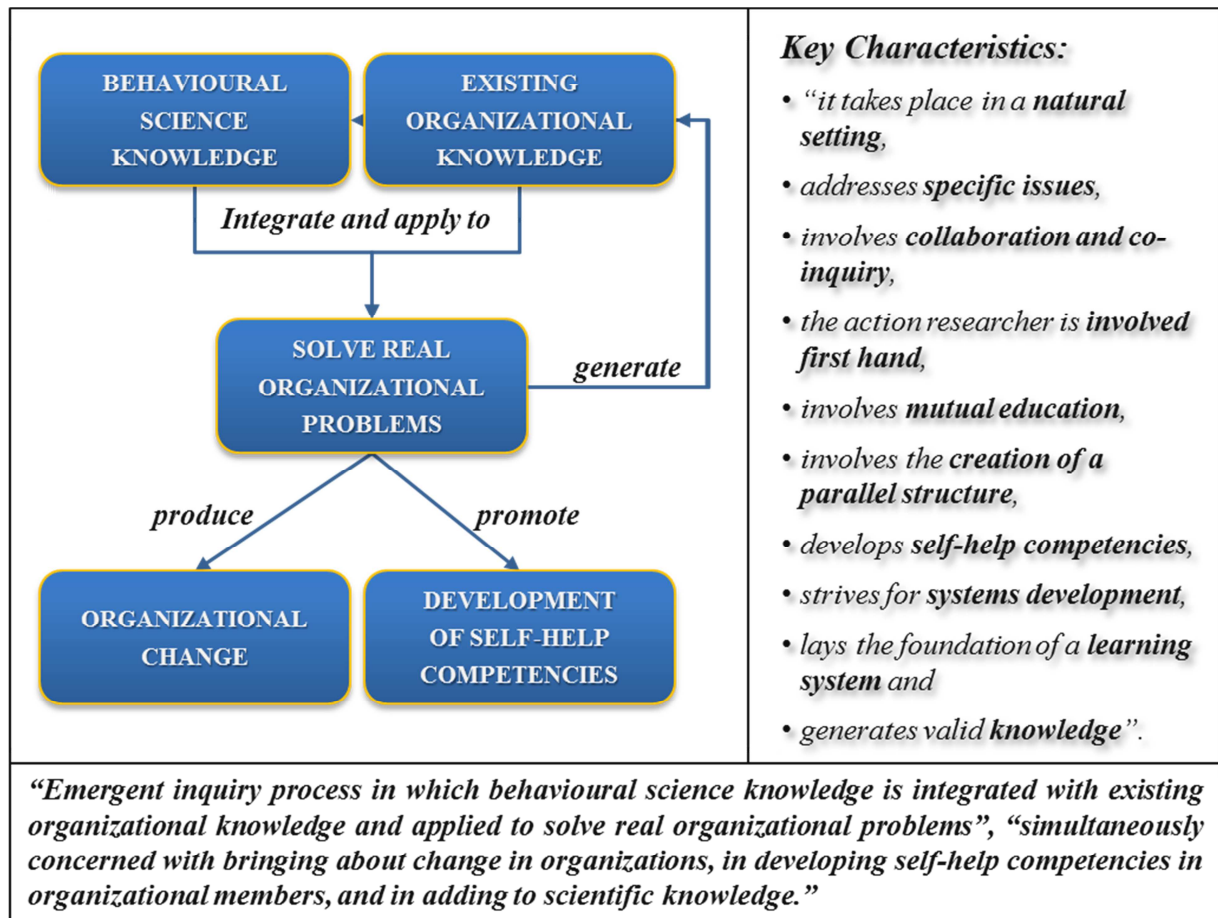 BEHAVIOURAL
SCIENCE
KNOWLEDGE
EXISTING
ORGANIZATIONAL
KNOWLEDGE
Integrate and apply to
SOLVE REAL
ORGANIZATIONAL
PROBLEMS
generate
produce
promote
ORGANIZATIONAL
CHANGE
DEVELOPMENT
OF SELF-HELP
COMPETENCIES
Key Characteristics:
• “it takes place in a natural
setting,
• addresses specific issues,
• involves collaboration and co-
inquiry,
• the action researcher is involved
first hand,
• involves mutual education,
• involves the creation of a
parallel structure,
• develops self-help competencies,
• strives for systems development,
• lays the foundation of a learning
system and
• generates valid knowledge”.
“Emergent inquiry process in which behavioural science knowledge is integrated with existing
organizational knowledge and applied to solve real organizational problems”, “simultaneously
concerned with bringing about change in organizations, in developing self-help competencies in
organizational members, and in adding to scientific knowledge.”